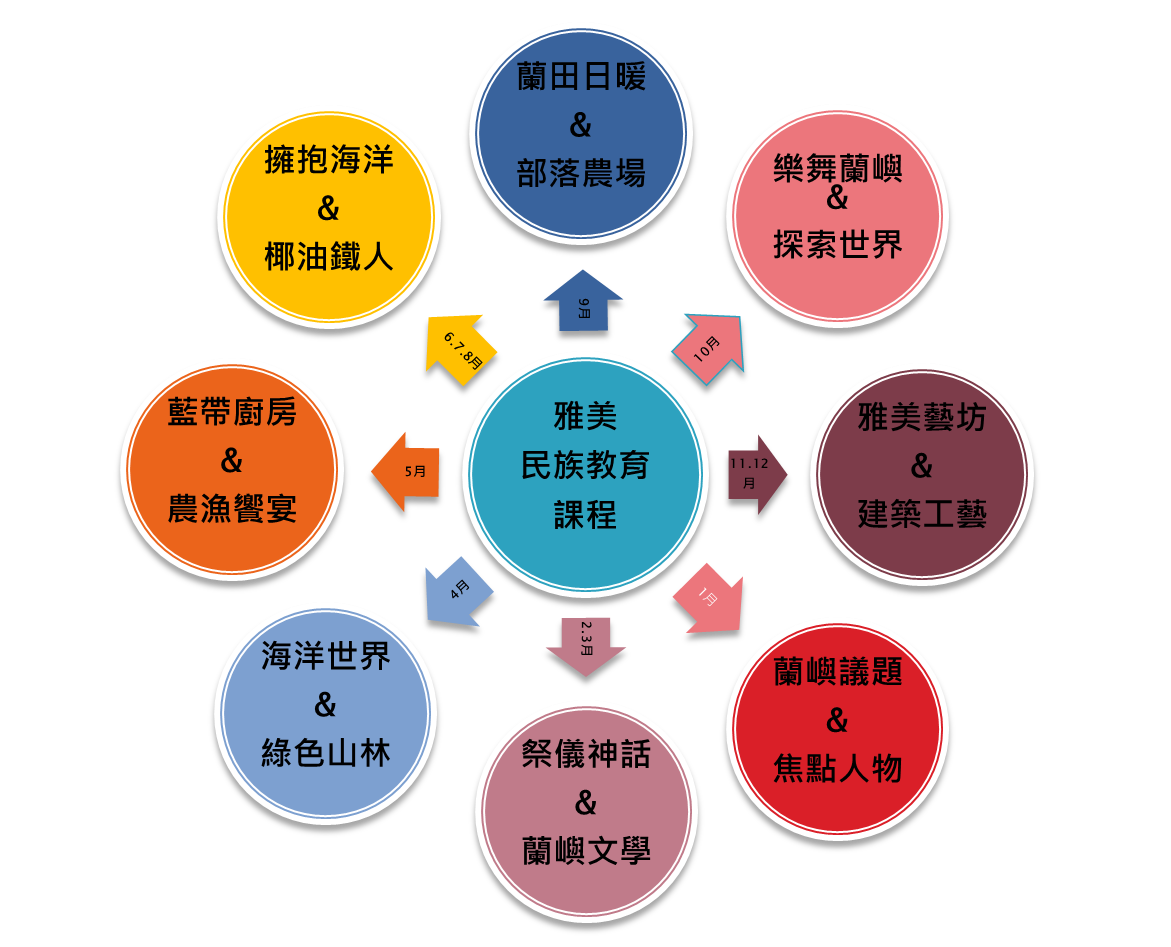 蘭田日暖
&
部落農場
擁抱海洋
&
椰油鐵人
樂舞蘭嶼
&
探索世界
9月
6.7.8月
10月
藍帶廚房
&
農漁饗宴
5月
雅美
民族教育
課程
11.12
月
雅美藝坊
&
建築工藝
4月
2.3月
1月
海洋世界
&
綠色山林
祭儀神話
&
蘭嶼文學
蘭嶼議題
&
焦點人物